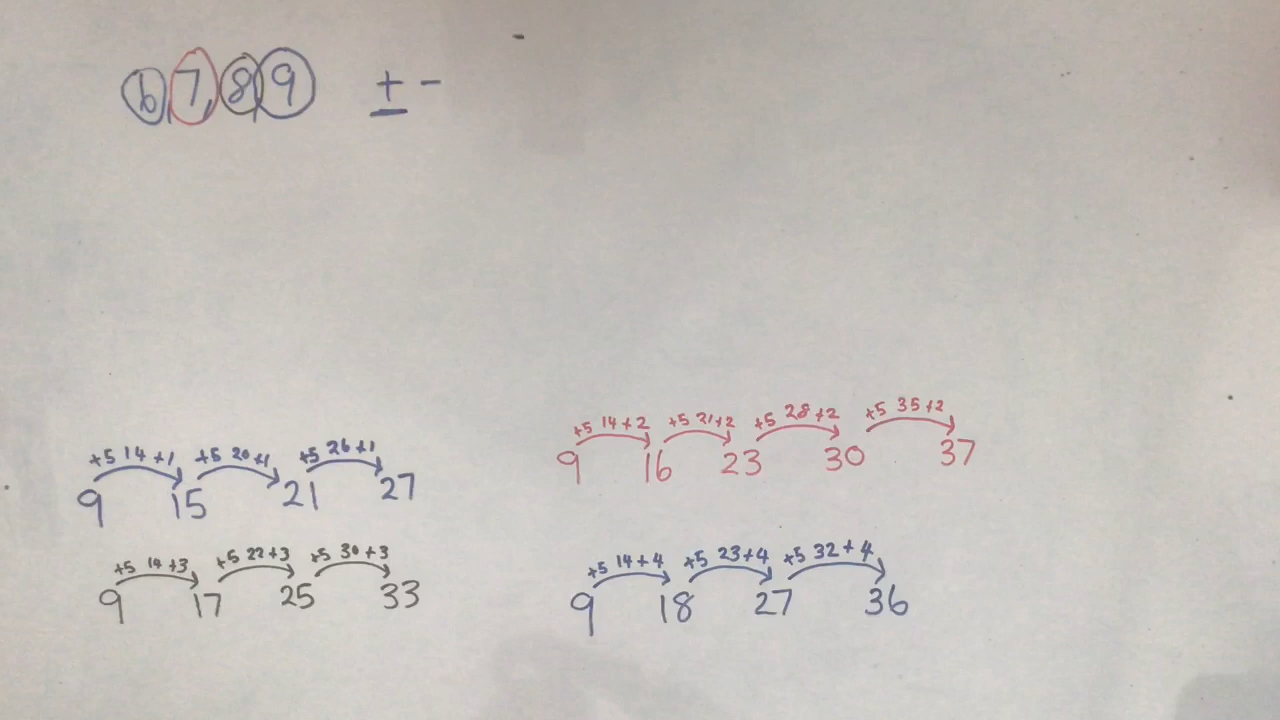 6, 7, 8, 9 + -
+5 14 +1 +5 20 +1 +5 26 +1
9 15 21 27
+5 14 +2 +5 21 +2 +5 28 +2 +5 35 +2
9 16 23 30 37
+5 14 +3 +5 22 +3 +5 30 +3
9 17 25 33
+5 14 +4 +5 23 +4 +5 32 +4
9 18 27 36